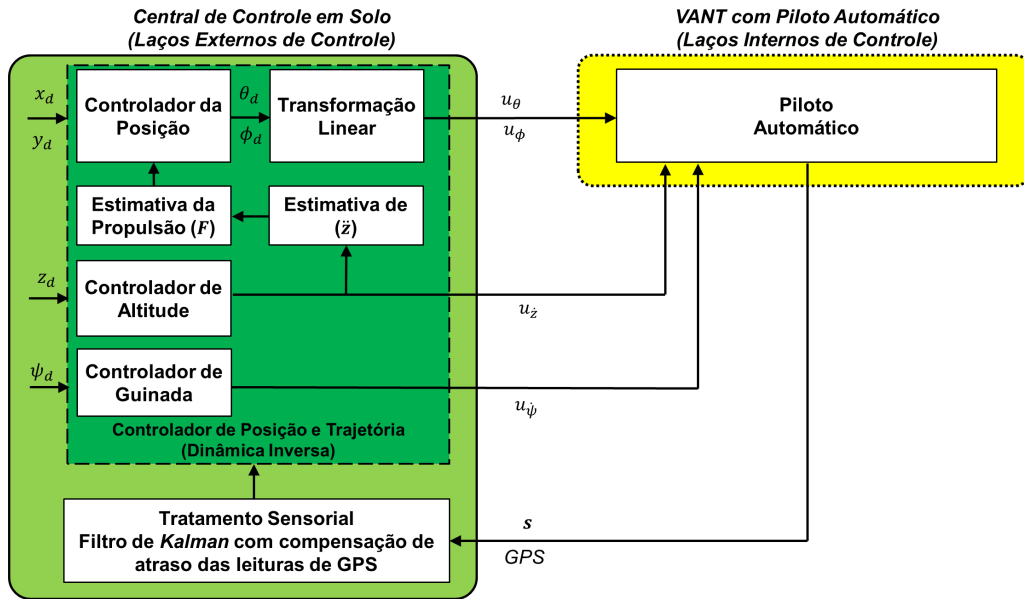 Central de Controle em Solo
(Laços Externos de Controle)
VANT com Piloto Automático
(Laços Internos de Controle)
x_d
y_d
Controlador da
Posição
θ_d
ϕ_d
Transformação
Linear
u_θ
u_ϕ
Piloto
Automático
Estimativa da
Propulsão (F)
Estimativa de
(z̈)
z_d
Controlador de
Altitude
u_ż
ψ_d
Controlador de
Guinada
u_ψ̇
Controlador de Posição e Trajetória
(Dinâmica Inversa)
Tratamento Sensorial
Filtro de Kalman com compensação de
atraso das leituras de GPS
s
GPS